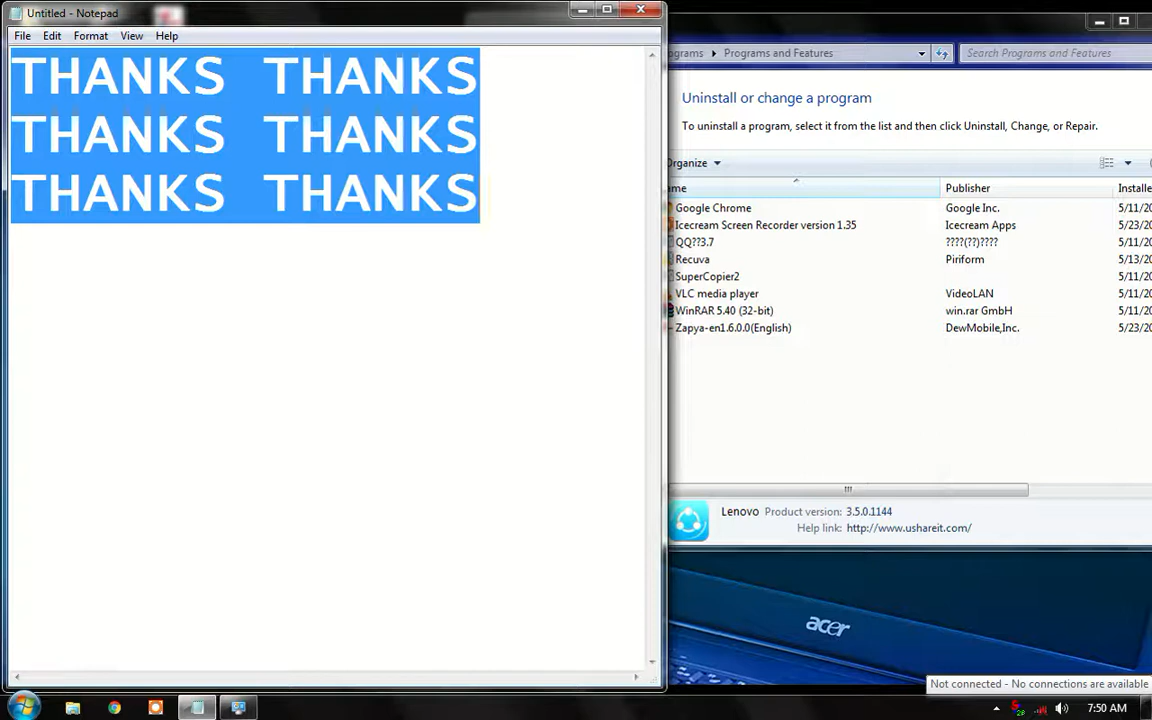 Untitled - Notepad
File Edit Format View Help
THANKS THANKS
THANKS THANKS
THANKS THANKS
Programs and Features
Search Programs and Features
Uninstall or change a program
To uninstall a program, select it from the list and then click Uninstall, Change, or Repair.
Organize
Publisher
Google Chrome Google Inc. 5/11/20
Icecream Screen Recorder version 1.35 Icecream Apps 5/23/20
QQ??3.7 ????(??)???? 5/11/20
Recuva Piriform 5/13/20
SuperCopier2 5/11/20
VLC media player VideoLAN 5/11/20
WinRAR 5.40 (32-bit) win.rar GmbH 5/11/20
Zapya-en1.6.0.0(English) DewMobile,Inc. 5/23/20
Lenovo Product version: 3.5.0.1144
Help link: http://www.ushareit.com/
acer
Not connected - No connections are available
7:50 AM